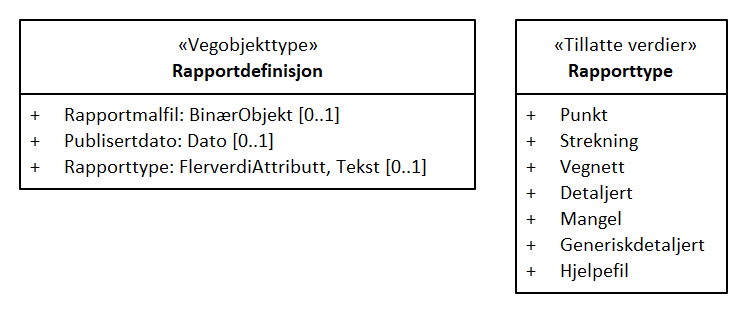 «Vegobjekttype»
Rapportdefinisjon
+ Rapportmalfil: BinærObjekt [0..1]
+ Publisertdato: Dato [0..1]
+ Rapporttype: FlerverdiAttributt, Tekst [0..1]
«Tillatte verdier»
Rapporttype
+ Punkt
+ Strekning
+ Vegnett
+ Detaljert
+ Mangel
+ Generiskdetaljert
+ Hjelpefil